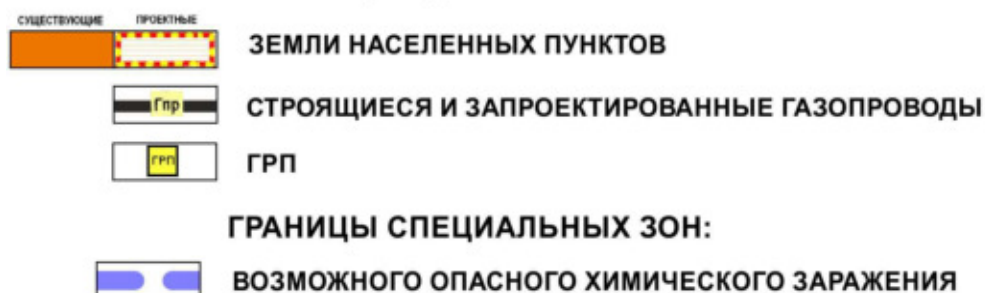 СУЩЕСТВУЮЩИЕ ПРОЕКТНЫЕ
ЗЕМЛИ НАСЕЛЕННЫХ ПУНКТОВ
Гпр СТРОЯЩИЕСЯ И ЗАПРОЕКТИРОВАННЫЕ ГАЗОПРОВОДЫ
ГРП ГРП
ГРАНИЦЫ СПЕЦИАЛЬНЫХ ЗОН:
ВОЗМОЖНОГО ОПАСНОГО ХИМИЧЕСКОГО ЗАРАЖЕНИЯ